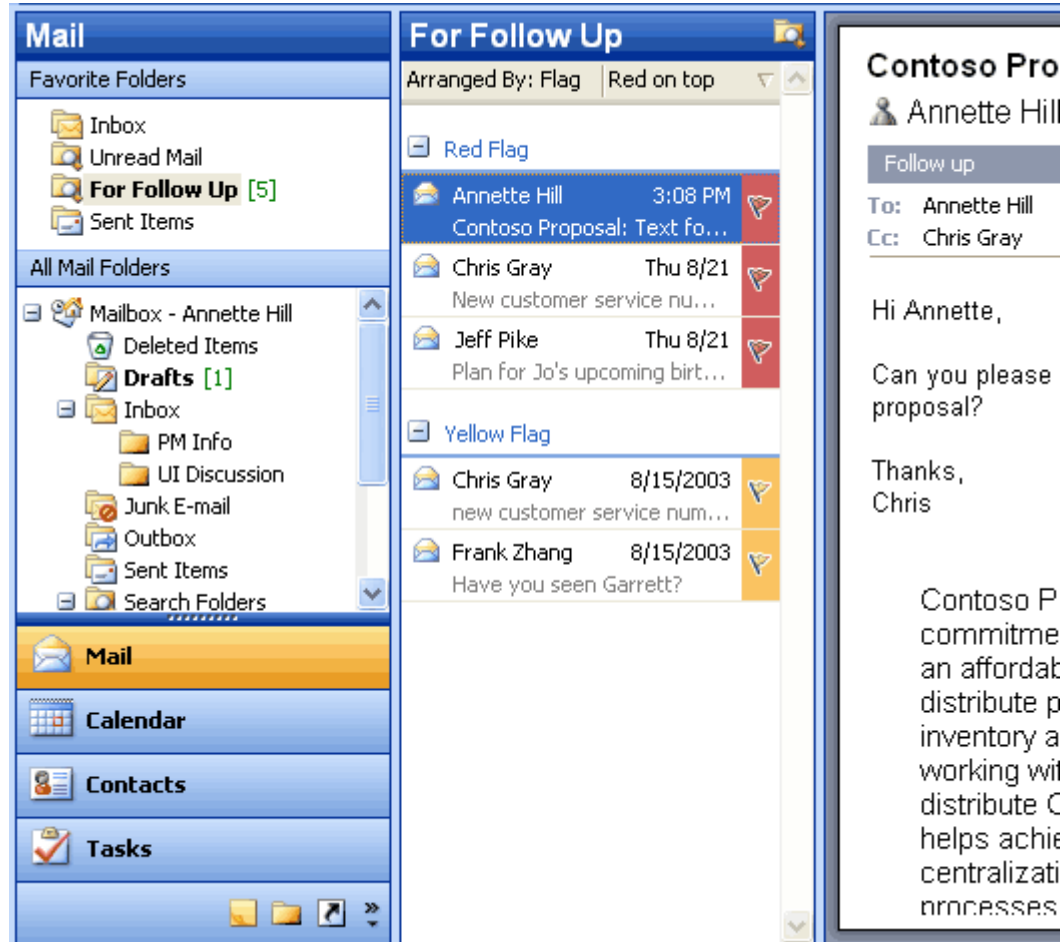 Mail
Favorite Folders
Inbox
Unread Mail
For Follow Up [5]
Sent Items
All Mail Folders
Mailbox - Annette Hill
Deleted Items
Drafts [1]
Inbox
PM Info
UI Discussion
Junk E-mail
Outbox
Sent Items
Search Folders
Mail
Calendar
Contacts
Tasks
For Follow Up
Arranged By: Flag Red on top
Red Flag
Annette Hill 3:08 PM
Contoso Proposal: Text fo...
Chris Gray Thu 8/21
New customer service nu...
Jeff Pike Thu 8/21
Plan for Jo's upcoming birt...
Yellow Flag
Chris Gray 8/15/2003
new customer service num...
Frank Zhang 8/15/2003
Have you seen Garrett?
Contoso Pro
Annette Hill
Follow up
To: Annette Hill
Cc: Chris Gray
Hi Annette,
Can you please
proposal?
Thanks,
Chris
Contoso P
commitme
an affordab
distribute p
inventory a
working wit
distribute C
helps achie
centralizati
processes